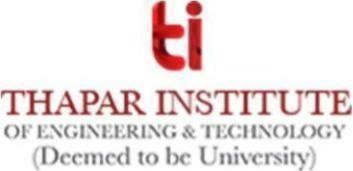 ti
THAPAR INSTITUTE
OF ENGINEERING & TECHNOLOGY
(Deemed to be University)